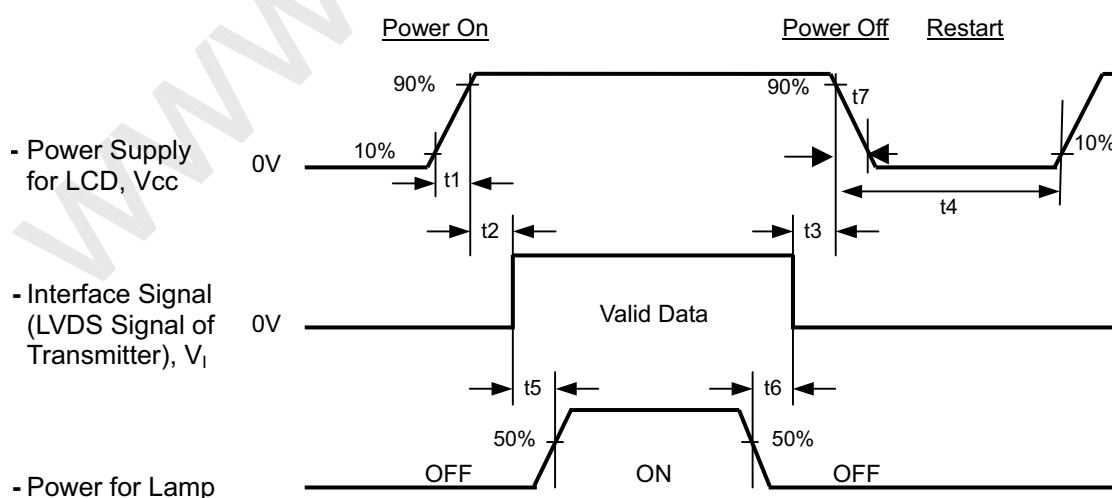 Power On
Power Off Restart
90%
90%
t7
- Power Supply
for LCD, Vcc
0V
10%
10%
t1
t4
t2
t3
- Interface Signal
(LVDS Signal of
Transmitter), VI
0V
Valid Data
t5
t6
50%
50%
- Power for Lamp
OFF
ON
OFF